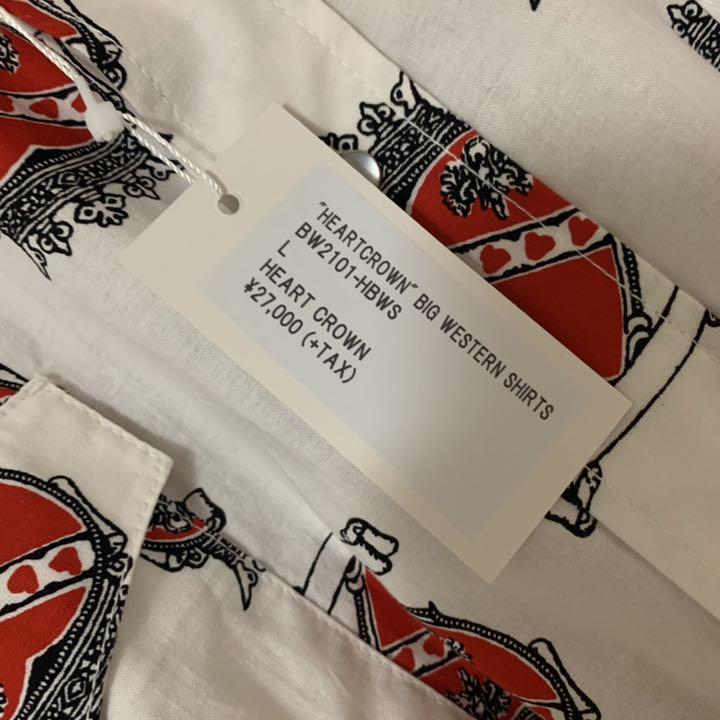 "HEARTCROWN" BIG WESTERN SHIRTS
BW2101-HBWS
L
HEART CROWN
¥27,000 (+TAX)